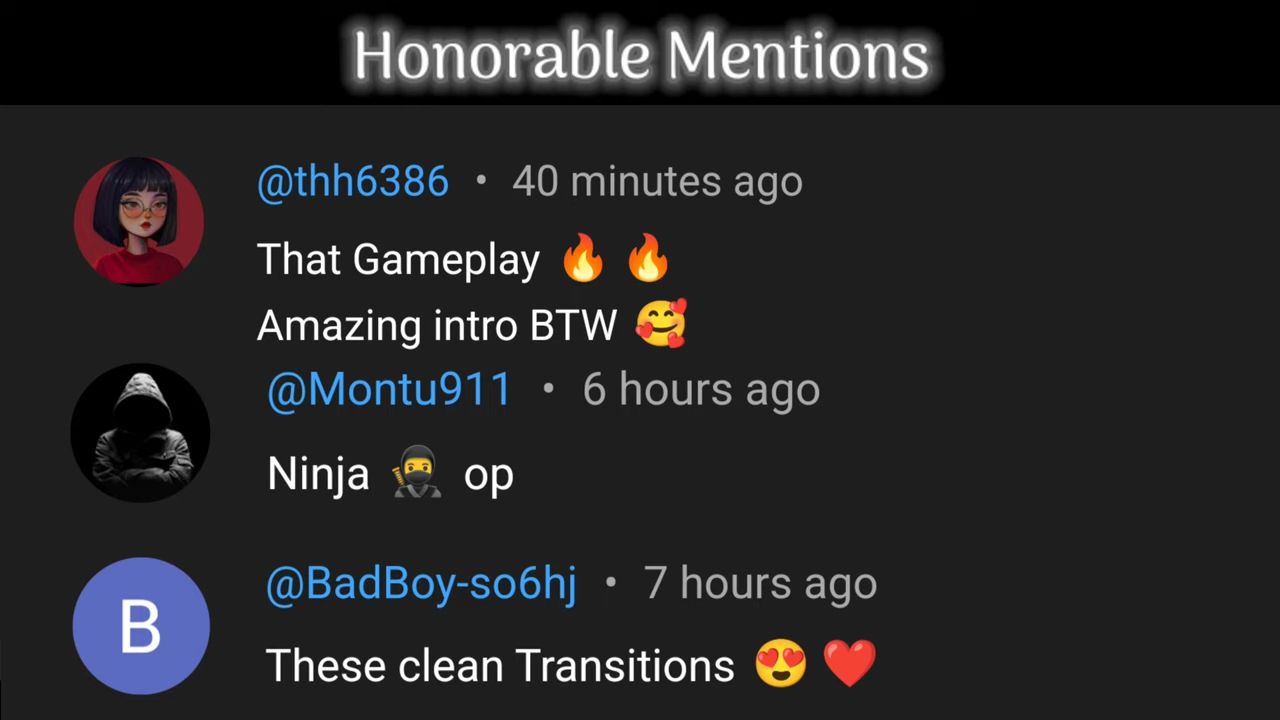 Honorable Mentions
@thh6386 • 40 minutes ago
That Gameplay 🔥 🔥
Amazing intro BTW 🥰
@Montu911 • 6 hours ago
Ninja 🥷 op
B
@BadBoy-so6hj • 7 hours ago
These clean Transitions 😍 ❤️